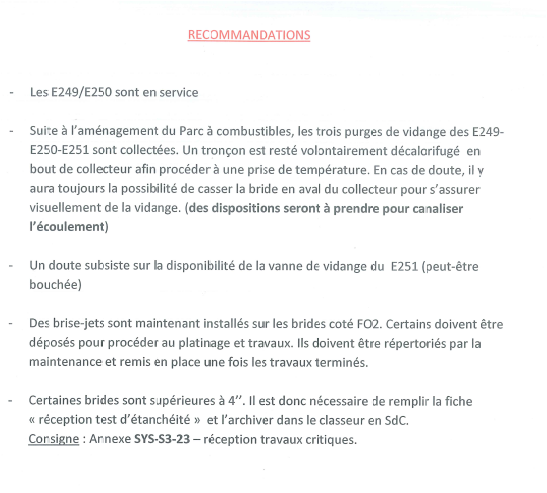 RECOMMANDATIONS
- Les E249/E250 sont en service
- Suite à l'aménagement du Parc à combustibles, les trois purges de vidange des E249-
E250-E251 sont collectées. Un tronçon est resté volontairement décalorifugé en
bout de collecteur afin procéder à une prise de température. En cas de doute, il y
aura toujours la possibilité de casser la bride en aval du collecteur pour s'assurer
visuellement de la vidange. (des dispositions seront à prendre pour canaliser
l'écoulement)
- Un doute subsiste sur la disponibilité de la vanne de vidange du E251 (peut-être
bouchée)
- Des brise-jets sont maintenant installés sur les brides coté FO2. Certains doivent être
déposés pour procéder au platinage et travaux. Ils doivent être répertoriés par la
maintenance et remis en place une fois les travaux terminés.
- Certaines brides sont supérieures à 4’’. Il est donc nécessaire de remplir la fiche
« réception test d'étanchéité » et l'archiver dans le classeur en SdC.
Consigne : Annexe SYS-S3-23 – réception travaux critiques.